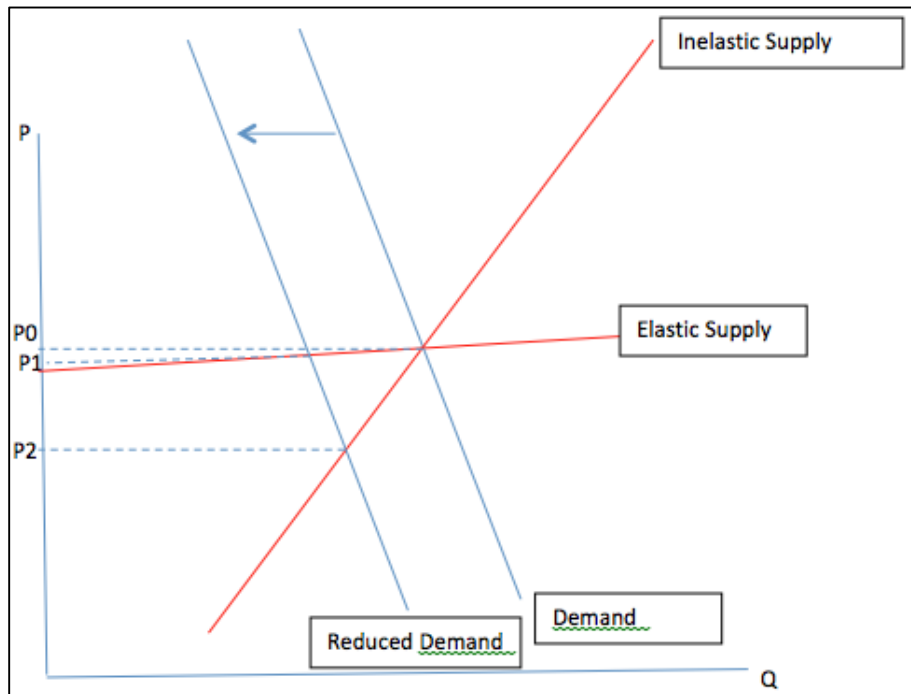 Inelastic Supply
P
P0
Elastic Supply
P1
P2
Demand
Reduced Demand
Q